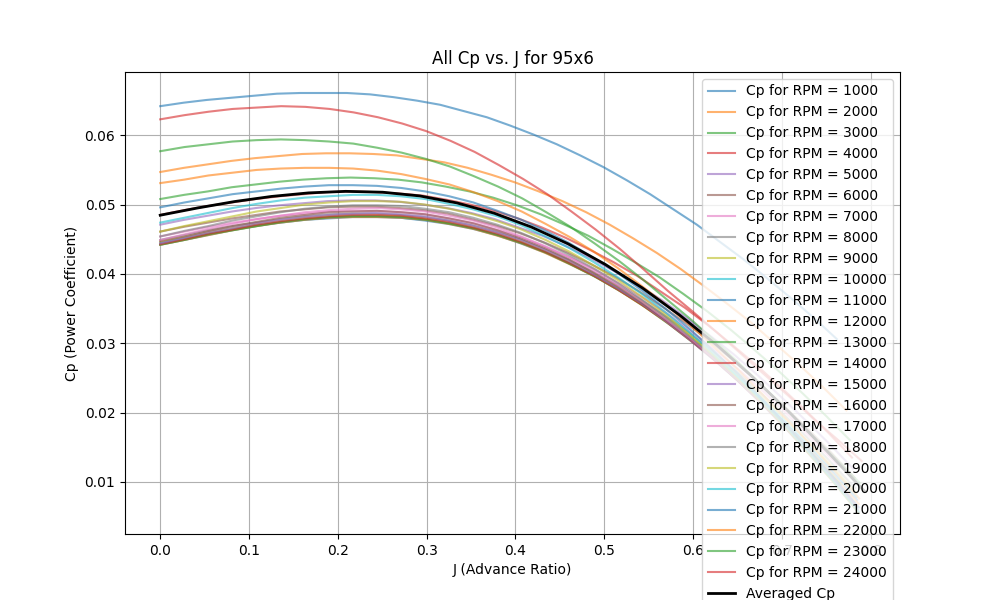 All Cp vs. J for 95x6
Cp (Power Coefficient)
0.06
0.05
0.04
0.03
0.02
0.01
0.0 0.1 0.2 0.3 0.4 0.5 0.6 0.7
J (Advance Ratio)
Cp for RPM = 1000
Cp for RPM = 2000
Cp for RPM = 3000
Cp for RPM = 4000
Cp for RPM = 5000
Cp for RPM = 6000
Cp for RPM = 7000
Cp for RPM = 8000
Cp for RPM = 9000
Cp for RPM = 10000
Cp for RPM = 11000
Cp for RPM = 12000
Cp for RPM = 13000
Cp for RPM = 14000
Cp for RPM = 15000
Cp for RPM = 16000
Cp for RPM = 17000
Cp for RPM = 18000
Cp for RPM = 19000
Cp for RPM = 20000
Cp for RPM = 21000
Cp for RPM = 22000
Cp for RPM = 23000
Cp for RPM = 24000
Averaged Cp